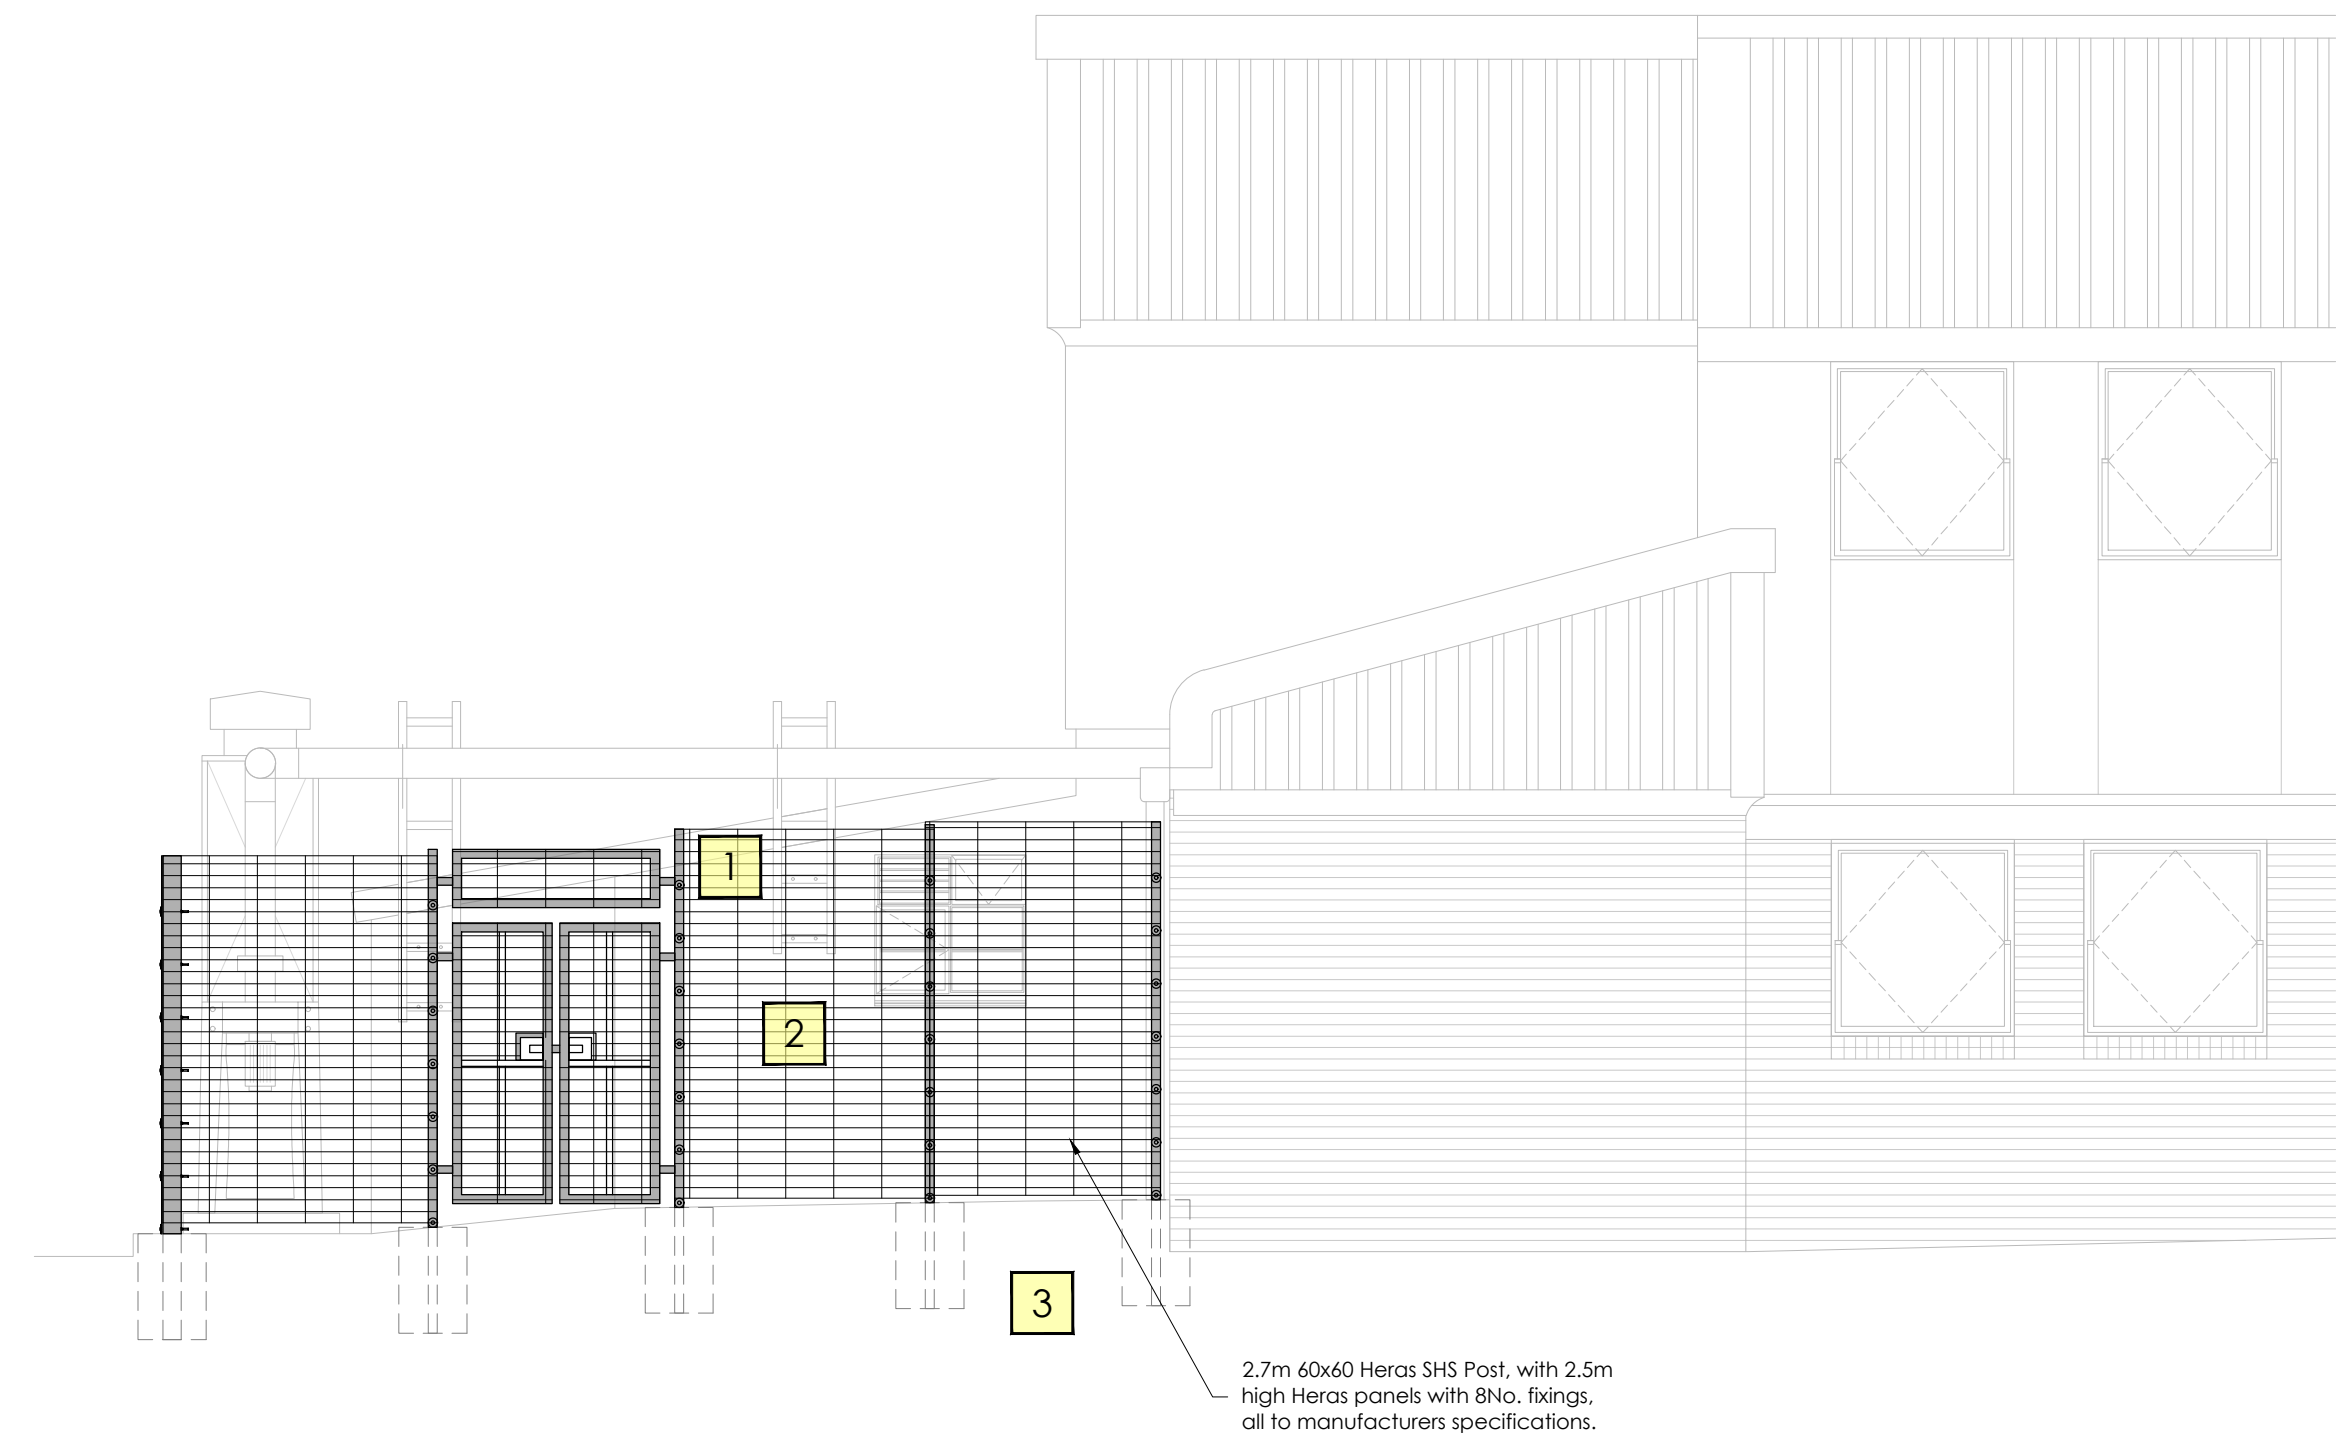 1
2
3
2.7m 60x60 Heras SHS Post, with 2.5m
high Heras panels with 8No. fixings,
all to manufacturers specifications.